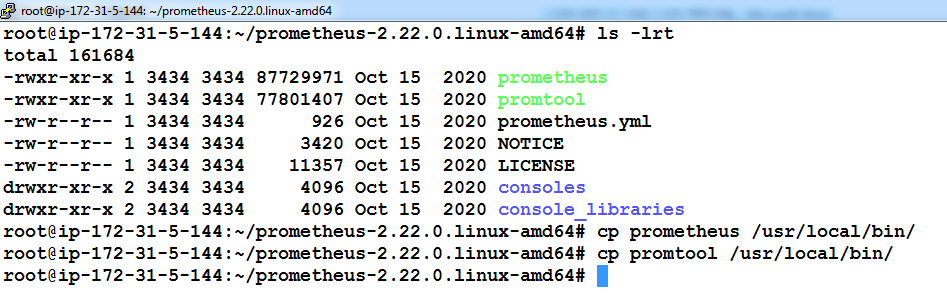 root@ip-172-31-5-144: ~/prometheus-2.22.0.linux-amd64
root@ip-172-31-5-144:~/prometheus-2.22.0.linux-amd64# ls -lrt
total 161684
-rwxr-xr-x 1 3434 3434 87729971 Oct 15  2020 prometheus
-rwxr-xr-x 1 3434 3434 77801407 Oct 15  2020 promtool
-rw-r--r-- 1 3434 3434      926 Oct 15  2020 prometheus.yml
-rw-r--r-- 1 3434 3434     3420 Oct 15  2020 NOTICE
-rw-r--r-- 1 3434 3434    11357 Oct 15  2020 LICENSE
drwxr-xr-x 2 3434 3434     4096 Oct 15  2020 consoles
drwxr-xr-x 2 3434 3434     4096 Oct 15  2020 console_libraries
root@ip-172-31-5-144:~/prometheus-2.22.0.linux-amd64# cp prometheus /usr/local/bin/
root@ip-172-31-5-144:~/prometheus-2.22.0.linux-amd64# cp promtool /usr/local/bin/
root@ip-172-31-5-144:~/prometheus-2.22.0.linux-amd64#